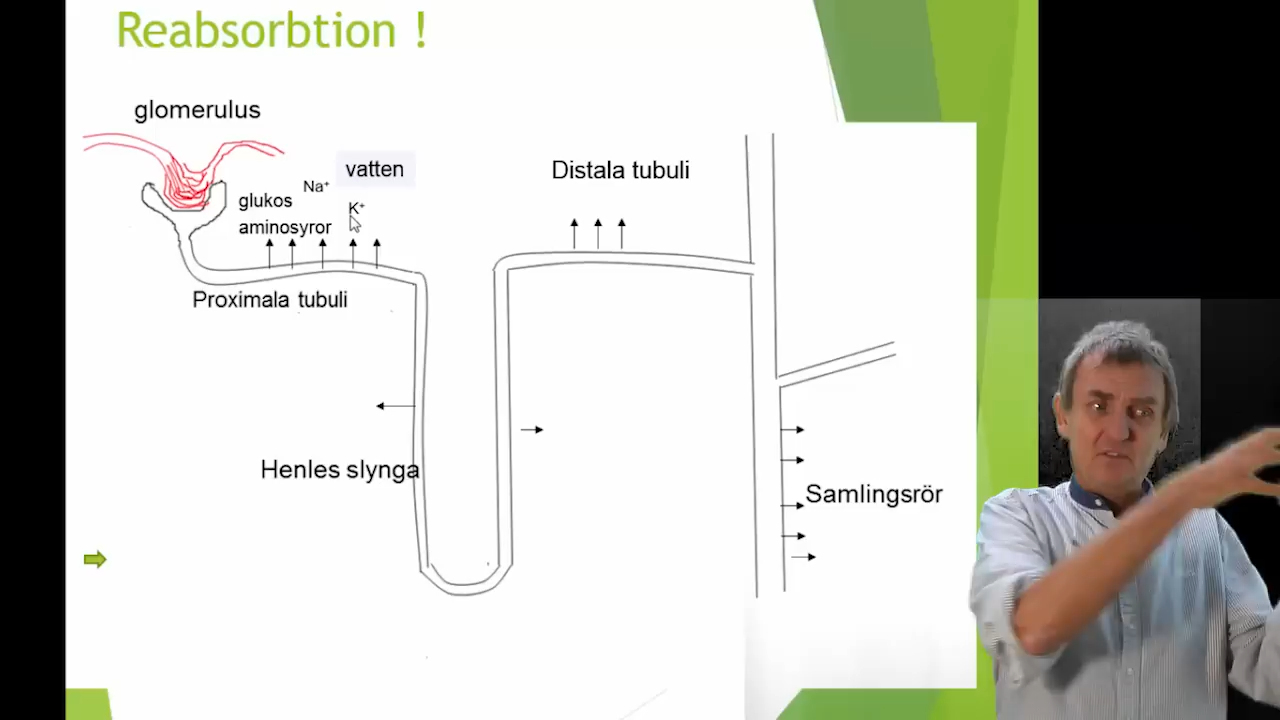 Reabsorbtion !
glomerulus
vatten
Na⁺
glukos
K⁺
aminosyror
Distala tubuli
Proximala tubuli
Henles slynga
Samlingsrör